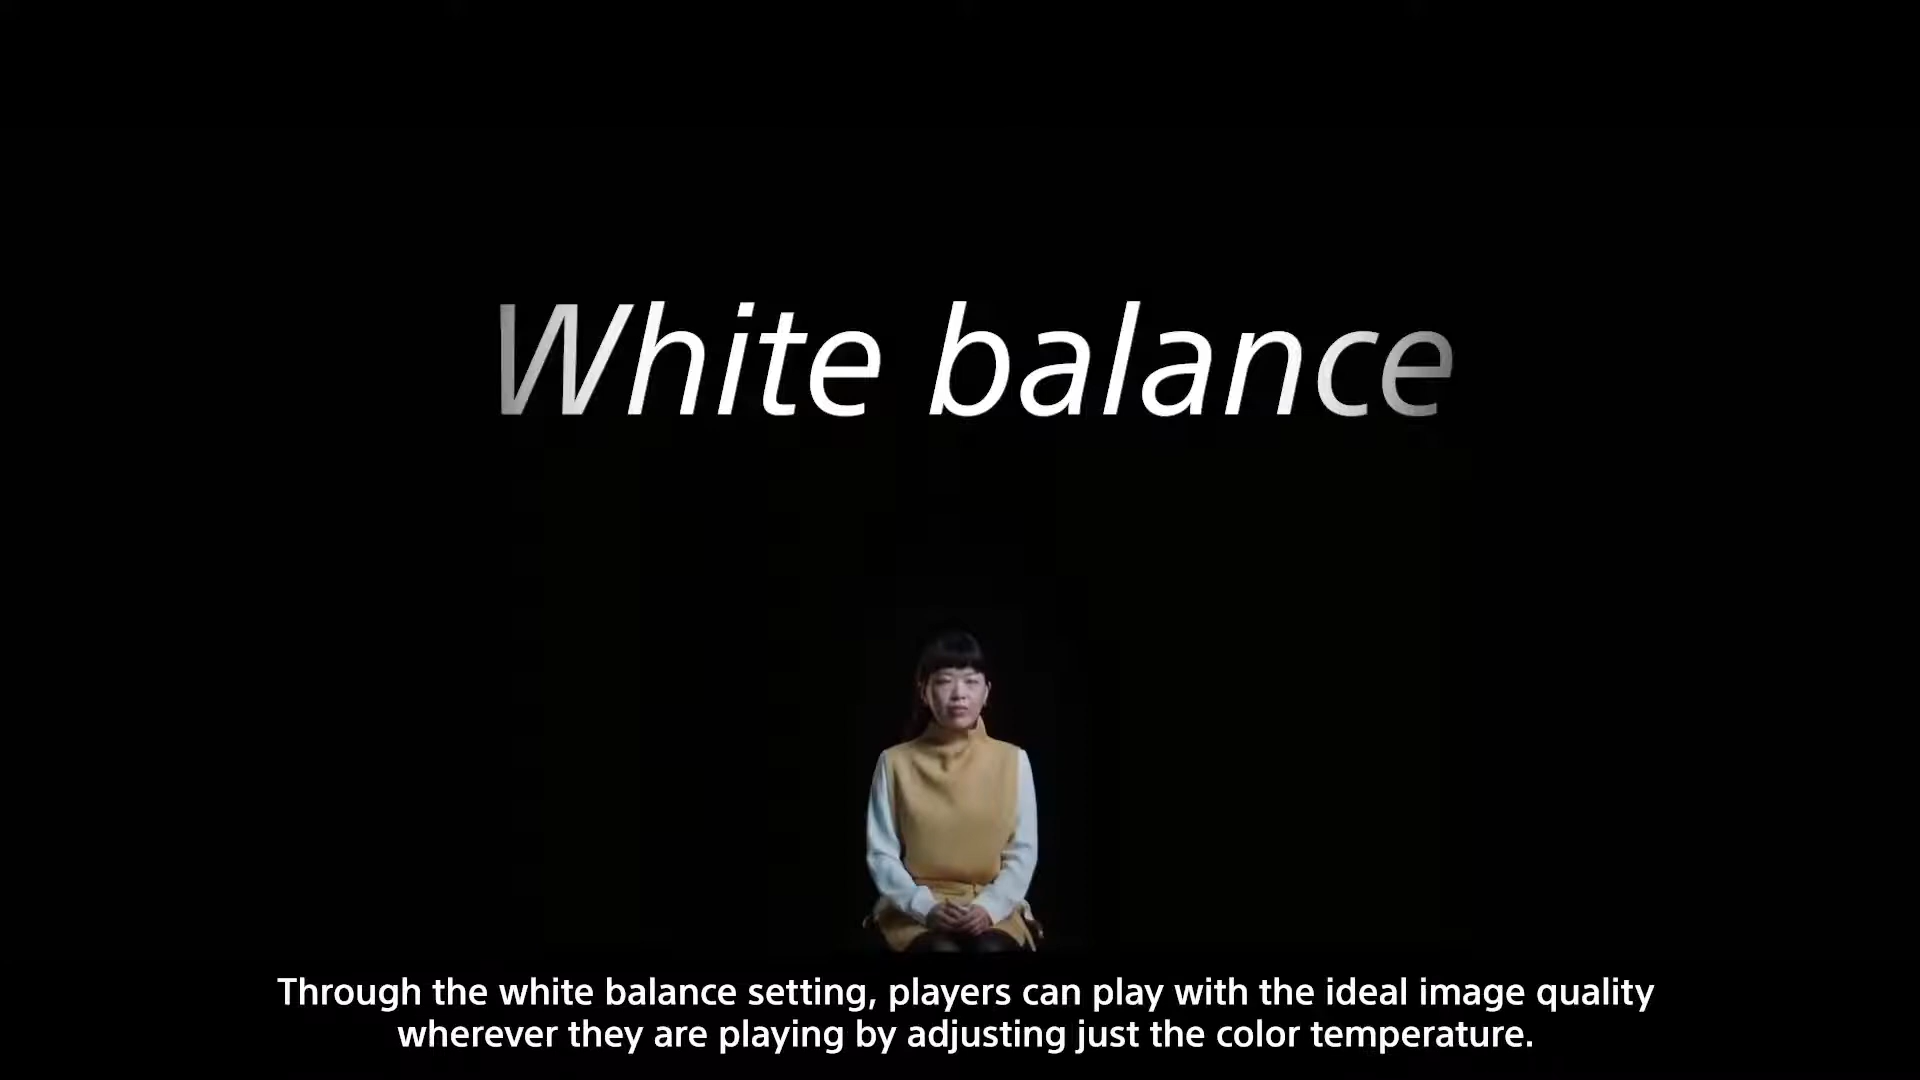 White balance
Through the white balance setting, players can play with the ideal image quality
wherever they are playing by adjusting just the color temperature.